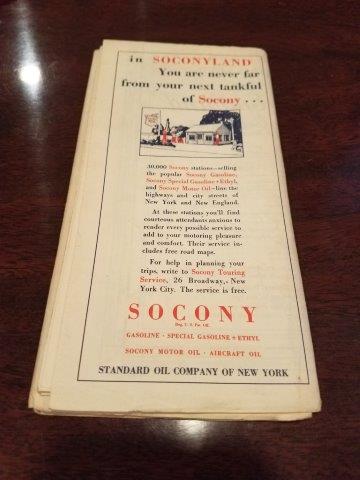 in SOCONYLAND
You are never far
from your next tankful
of Socony . . .
30,000 Socony stations—selling
the popular Socony Gasoline,
Socony Special Gasoline + Ethyl,
and Socony Motor Oil—line the
highways and city streets of
New York and New England.
At these stations you'll find
courteous attendants anxious to
reader every possible service to
add to your motoring pleasure
and comfort. Their service in-
cludes free road maps.
For help in planning your
trips, write to Socony Touring
Service, 26 Broadway, New
York City. The service is free.
SOCONY
Reg. U. S. Pat. Off.
GASOLINE · SPECIAL GASOLINE + ETHYL
SOCONY MOTOR OIL · AIRCRAFT OIL
STANDARD OIL COMPANY OF NEW YORK